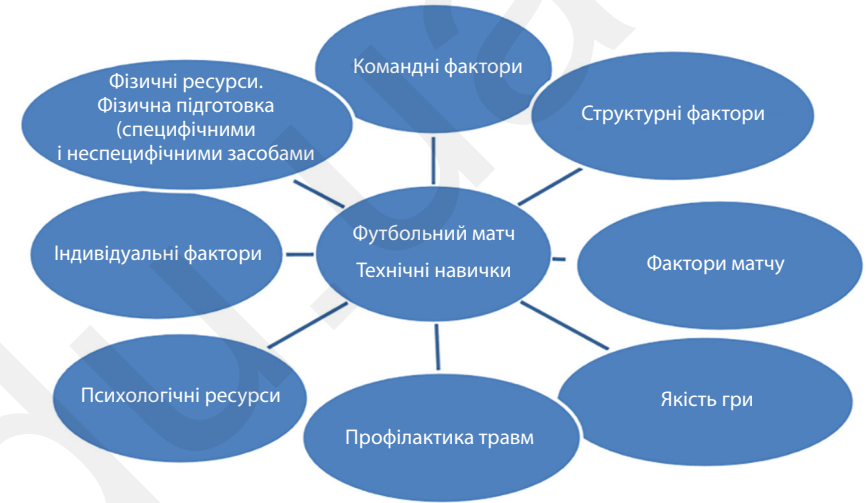 Командні фактори
Фізичні ресурси.
Фізична підготовка
(специфічними
і неспецифічними засобами
Структурні фактори
Індивідуальні фактори
Футбольний матч
Технічні навички
Фактори матчу
Психологічні ресурси
Профілактика травм
Якість гри